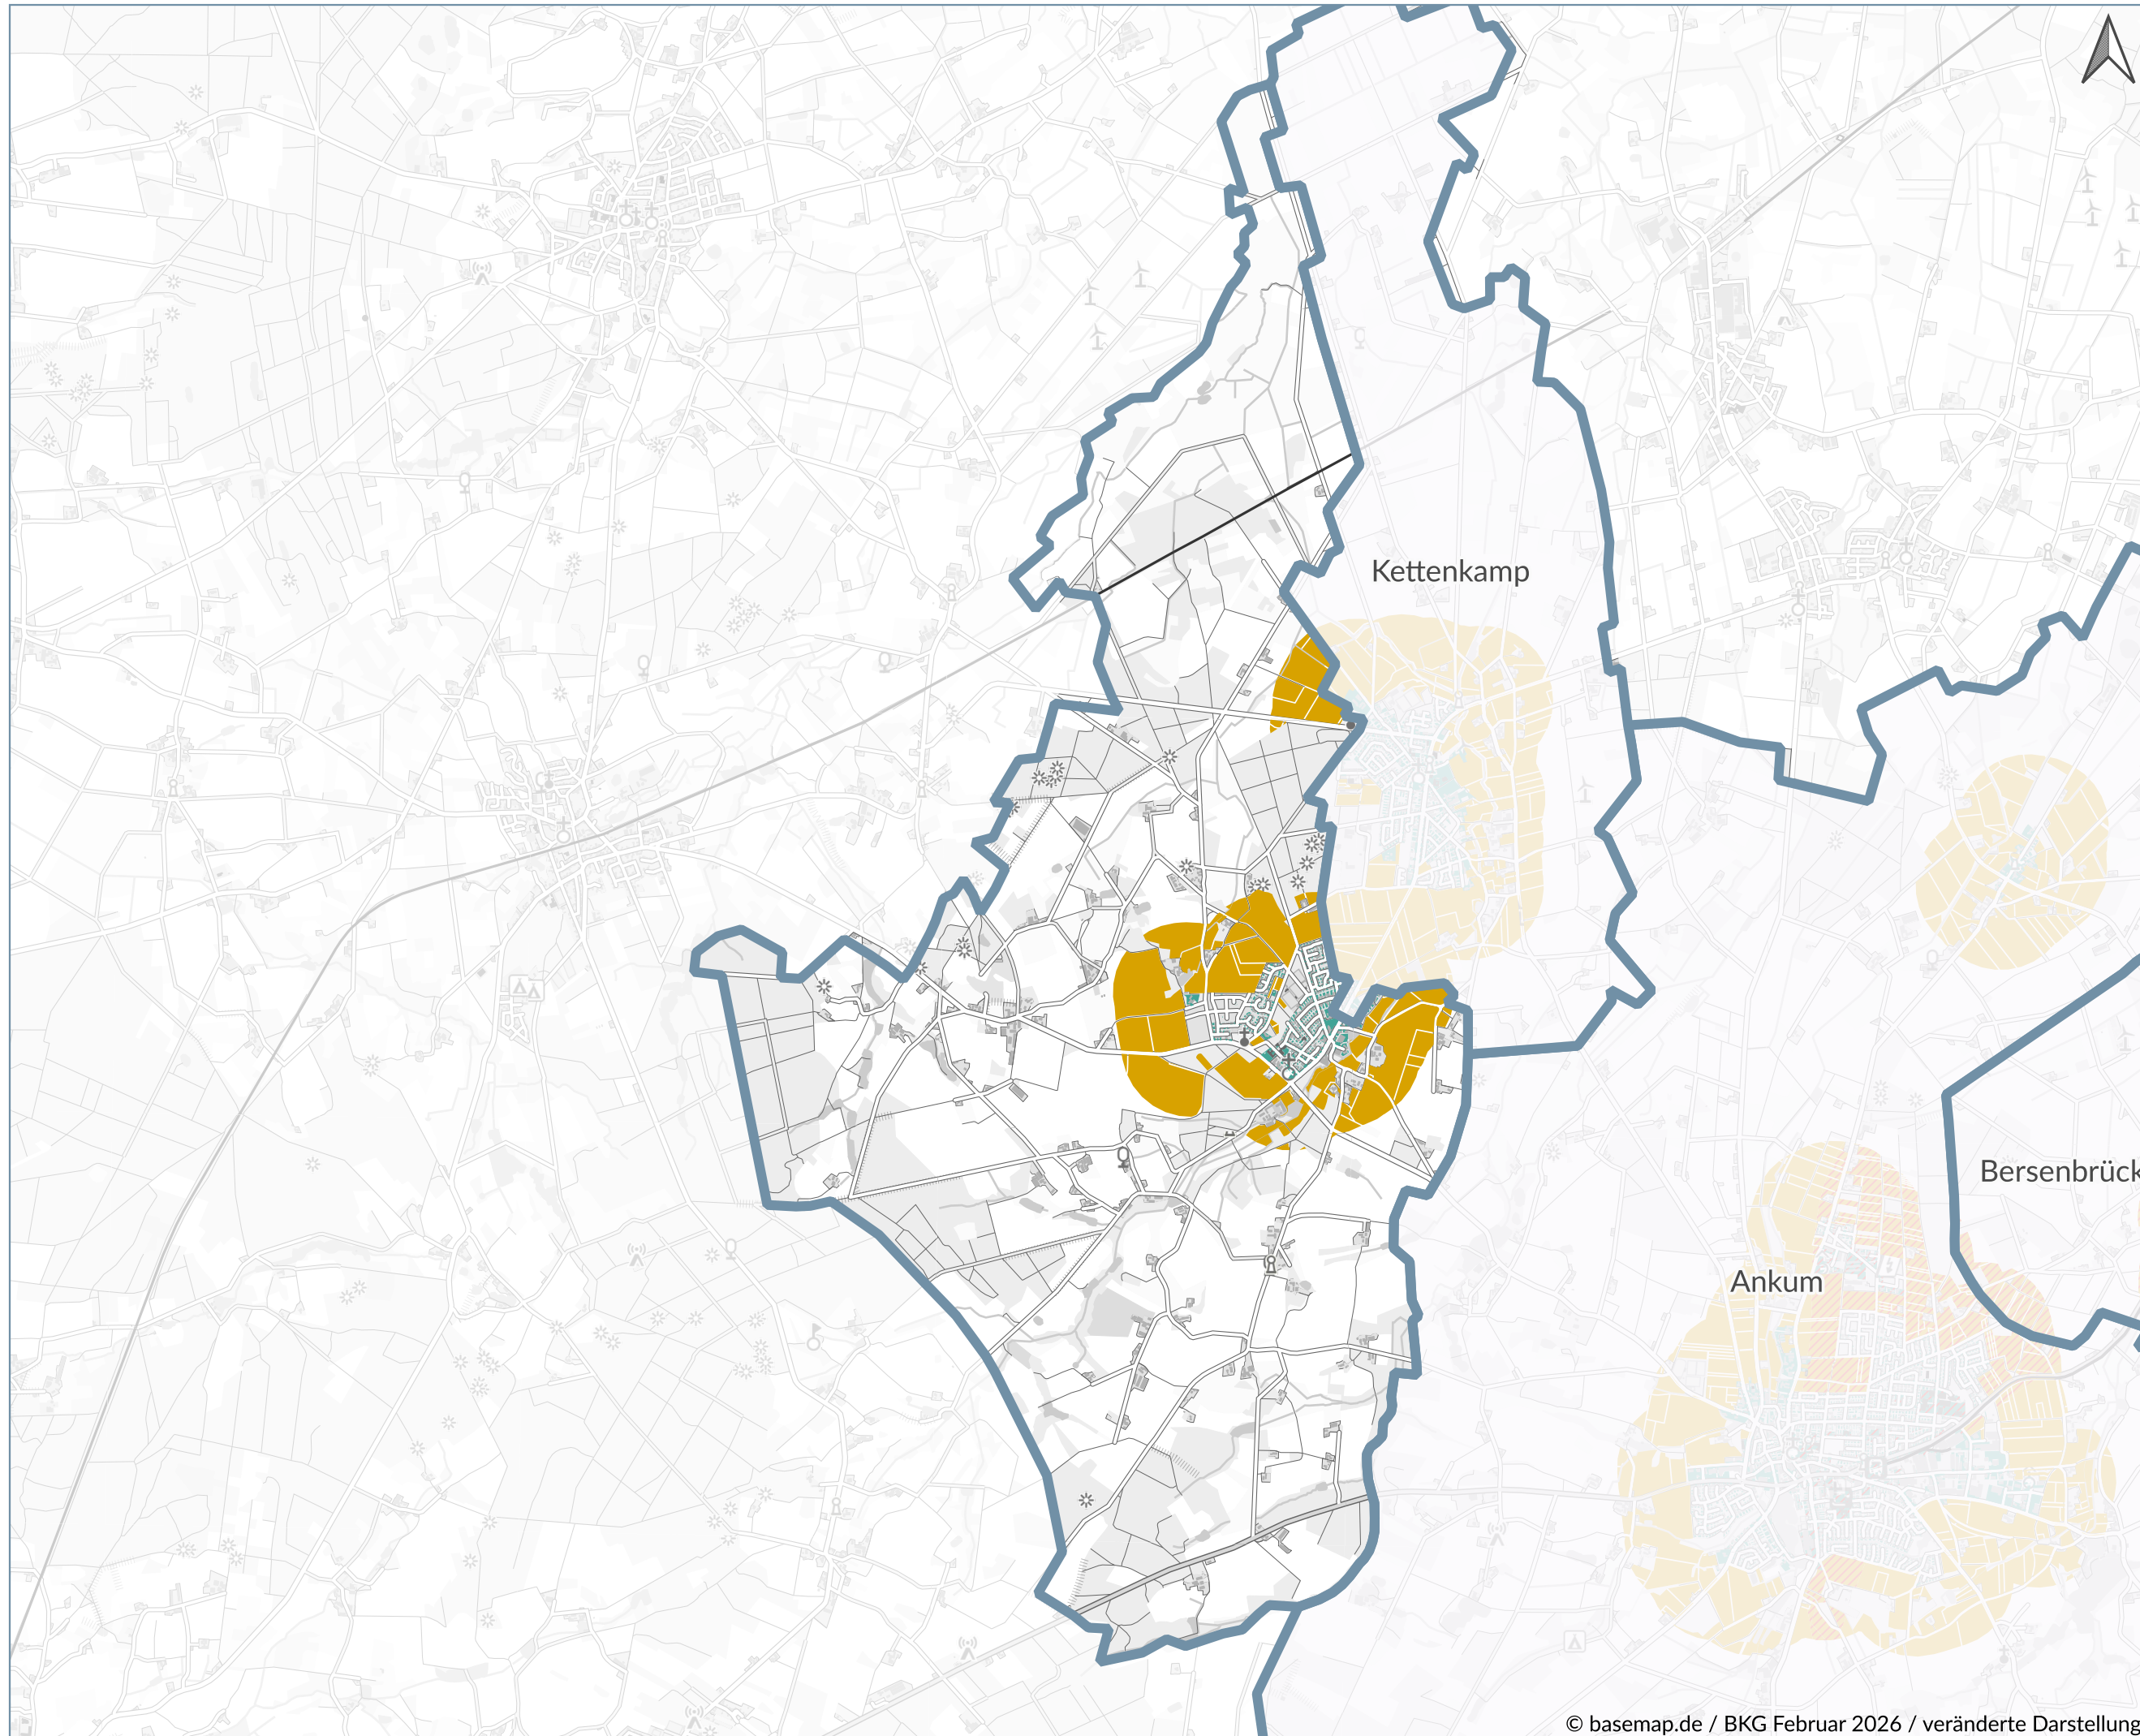 Kettenkamp
Bersenbrück
Ankum
© basemap.de / BKG Februar 2026 / veränderte Darstellung